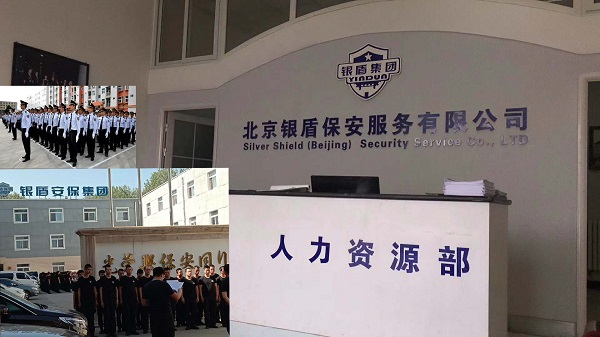 银盾集团
YINDUN
北京银盾保安服务有限公司
Silver Shield (Beijing) Security Service Co., LTD
人力资源部
银盾安保集团